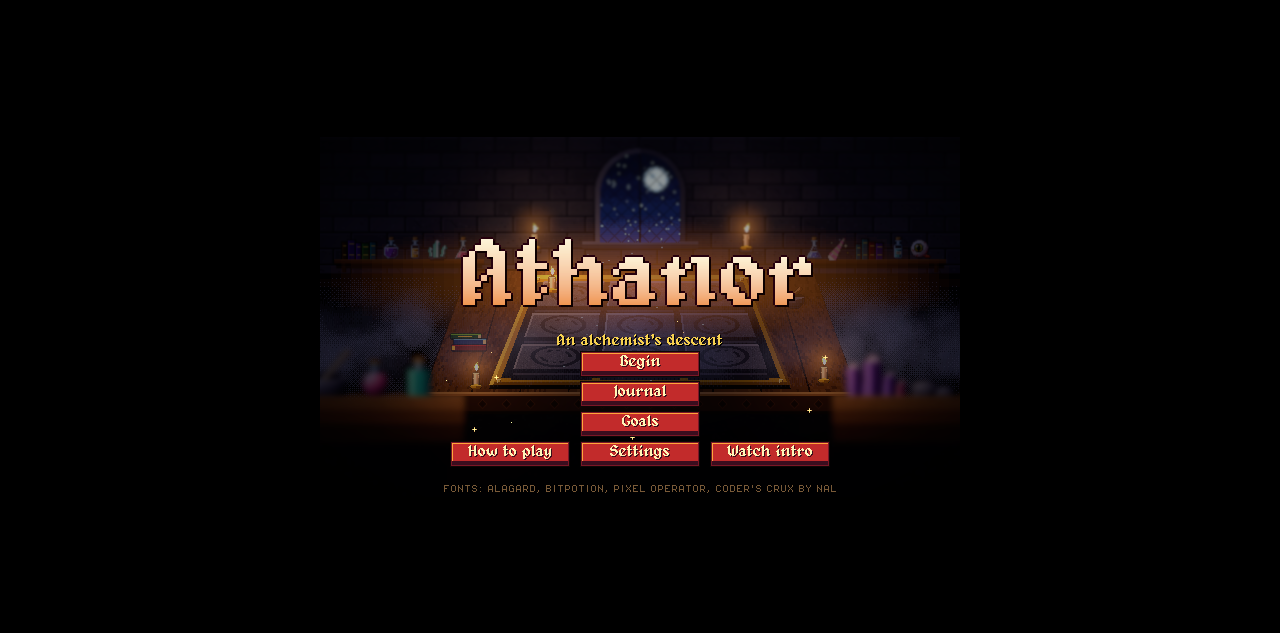 Athanor
An alchemist's descent
Begin
Journal
Goals
How to play
Settings
Watch intro
FONTS: ALAGARD, BITPOTION, PIXEL OPERATOR, CODER'S CRUX BY NAL